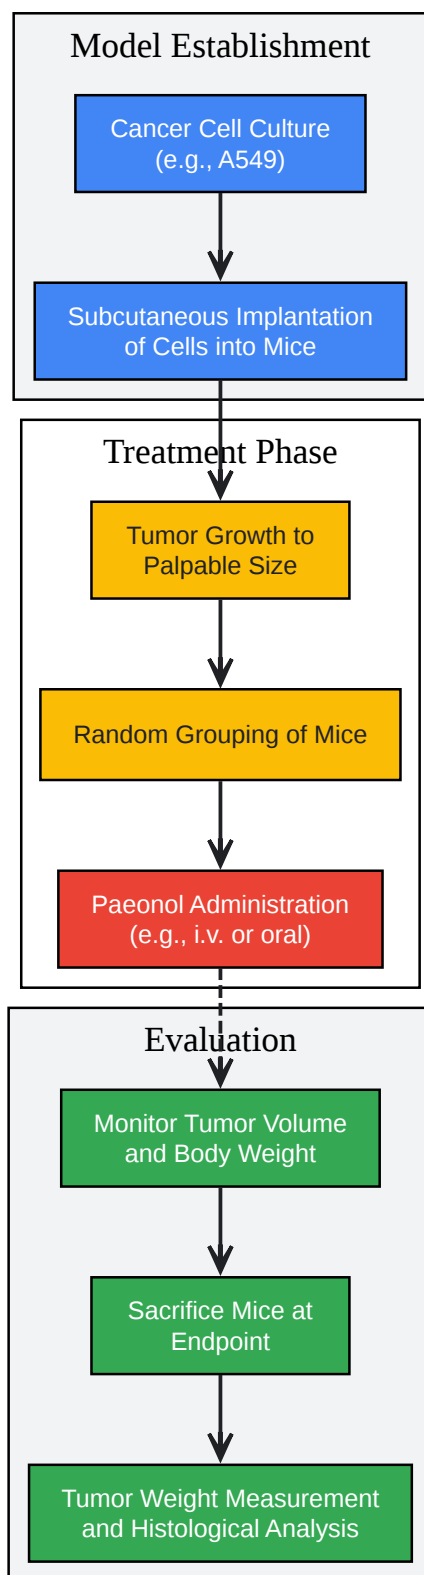 Model Establishment
Cancer Cell Culture
(e.g., A549)
Subcutaneous Implantation
of Cells into Mice
Treatment Phase
Tumor Growth to
Palpable Size
Random Grouping of Mice
Paeonol Administration
(e.g., i.v. or oral)
Evaluation
Monitor Tumor Volume
and Body Weight
Sacrifice Mice at
Endpoint
Tumor Weight Measurement
and Histological Analysis